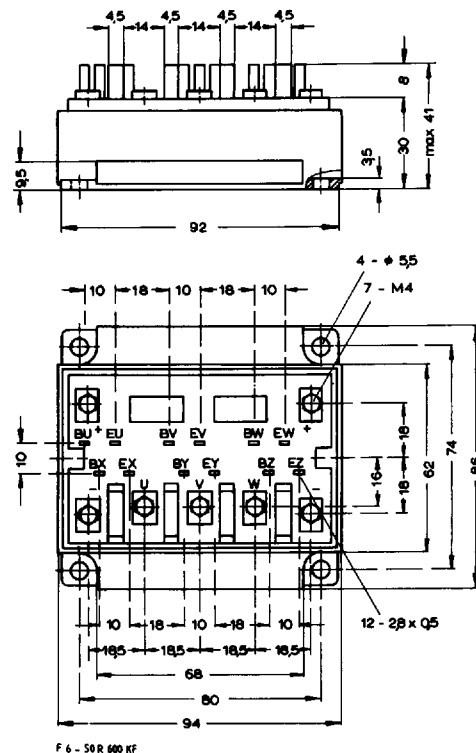 4,5 14 4,5 14 4,5 14 4,5
8
max 41
30
3,5
9,5
92
4 - ϕ 5,5
7 - M4
10 18 10 18 10
+ +
BU EU BV EV BW EW
10
BX EX BY EY BZ EZ
U V W
- -
18
16
18
62
74
86
12 - 2,8 x 0,5
10 18 10 18 10
18,5 18,5 18,5 18,5
68
80
94
F 6 - 50 R 600 KF